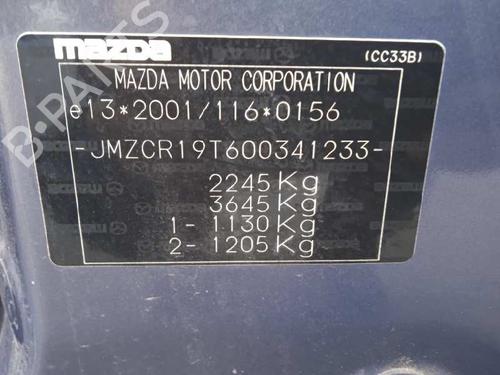 mazda
(CC33B)
MAZDA MOTOR CORPORATION
e13*2001/116*0156
-JMZCR19T600341233-
2245Kg
3645Kg
1- 1130Kg
2- 1205Kg
B-PARTS